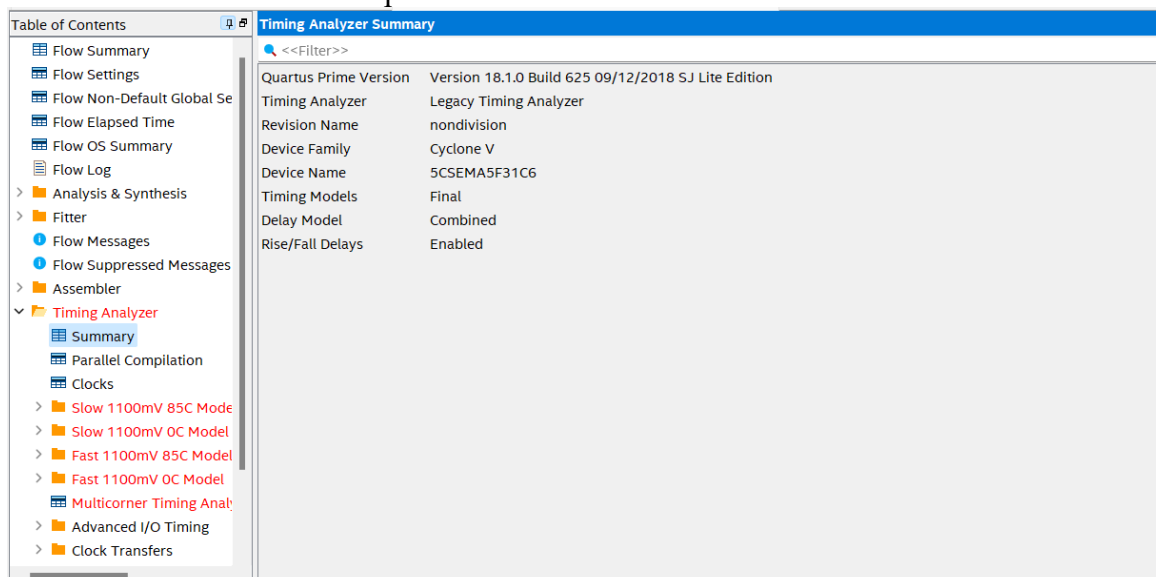 Table of Contents
Flow Summary
Flow Settings
Flow Non-Default Global Se
Flow Elapsed Time
Flow OS Summary
Flow Log
Analysis & Synthesis
Fitter
Flow Messages
Flow Suppressed Messages
Assembler
Timing Analyzer
Summary
Parallel Compilation
Clocks
Slow 1100mV 85C Mode
Slow 1100mV 0C Model
Fast 1100mV 85C Model
Fast 1100mV 0C Model
Multicorner Timing Analy
Advanced I/O Timing
Clock Transfers
Timing Analyzer Summary
<<Filter>>
Quartus Prime Version Version 18.1.0 Build 625 09/12/2018 SJ Lite Edition
Timing Analyzer Legacy Timing Analyzer
Revision Name nondivision
Device Family Cyclone V
Device Name 5CSEMA5F31C6
Timing Models Final
Delay Model Combined
Rise/Fall Delays Enabled